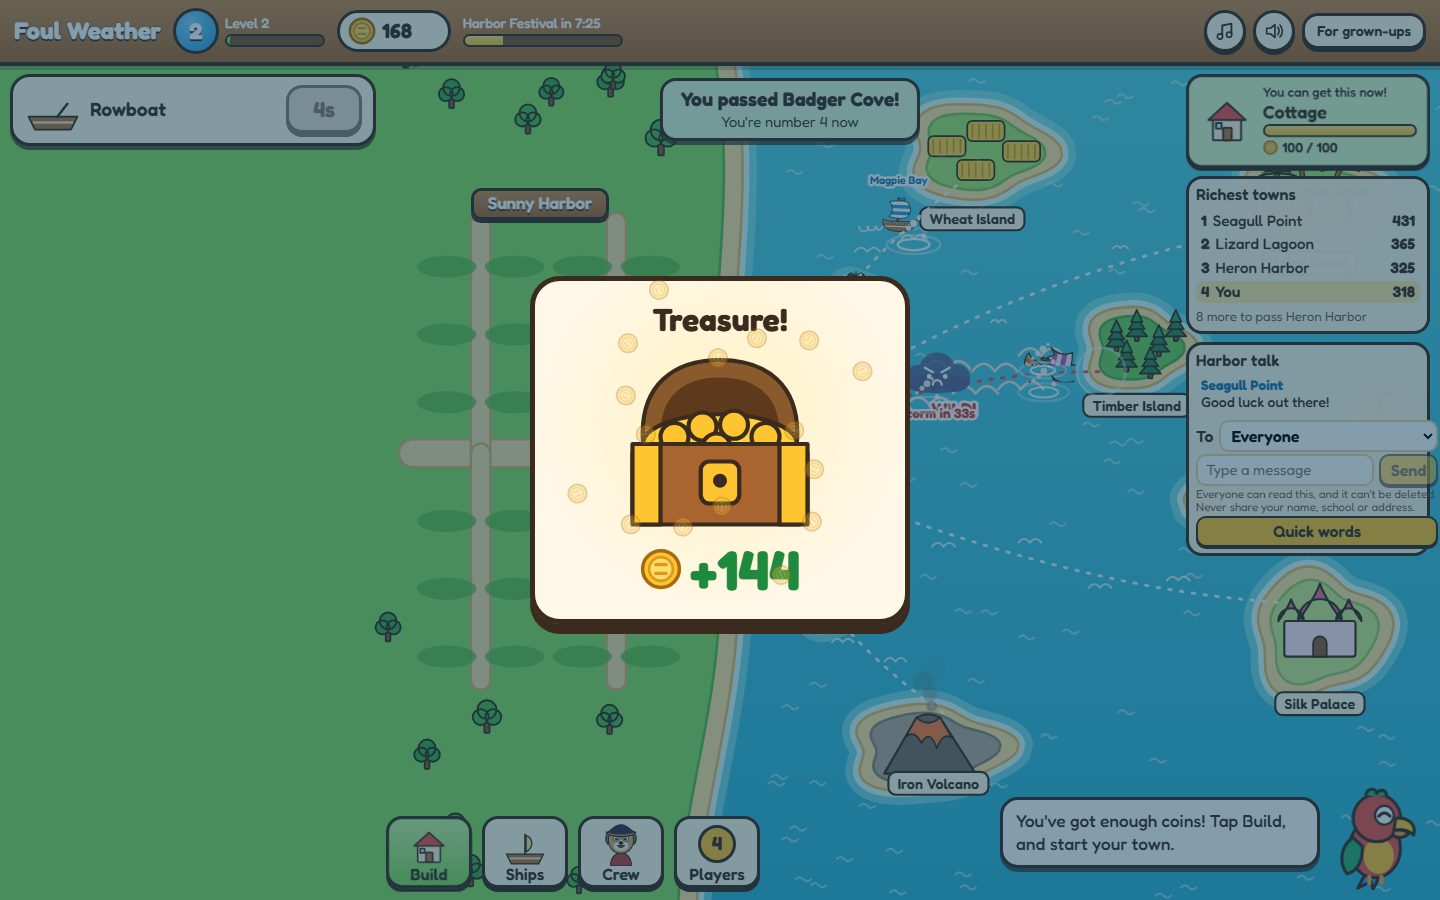 Foul Weather
2
Level 2
168
Harbor Festival in 7:25
For grown-ups
Rowboat
4s
You passed Badger Cove!
You're number 4 now
You can get this now!
Cottage
100 / 100
Sunny Harbor
Magpie Bay
Wheat Island
Richest towns
1 Seagull Point 431
2 Lizard Lagoon 365
3 Heron Harbor 325
4 You 318
8 more to pass Heron Harbor
Treasure!
+144
in 33s
Timber Island
Harbor talk
Seagull Point
Good luck out there!
To Everyone
Type a message
Send
Everyone can read this, and it can't be deleted.
Never share your name, school or address.
Quick words
Silk Palace
Iron Volcano
You've got enough coins! Tap Build,
and start your town.
Build
Ships
Crew
4
Players